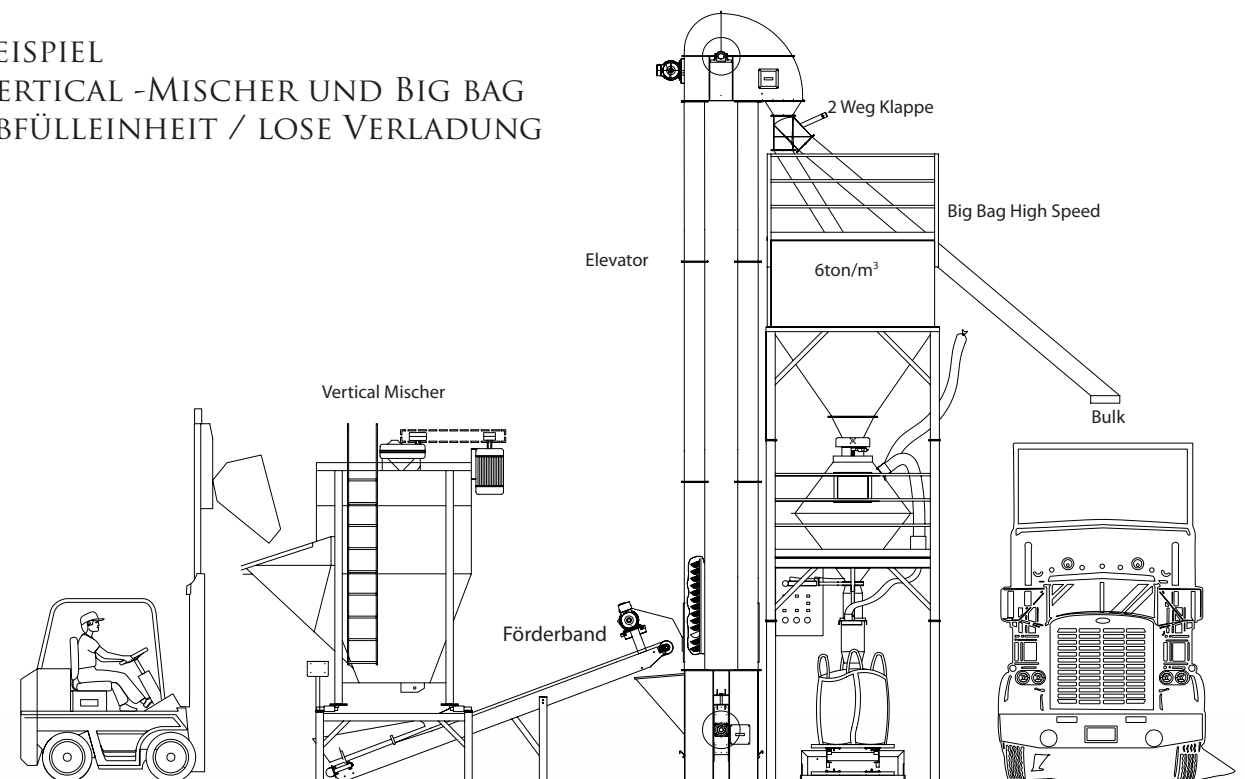 EISPIEL
ERTICAL -MISCHER UND BIG BAG
BFÜLLEINHEIT / LOSE VERLADUNG
2 Weg Klappe
Big Bag High Speed
Elevator
6ton/m³
Vertical Mischer
Bulk
Förderband